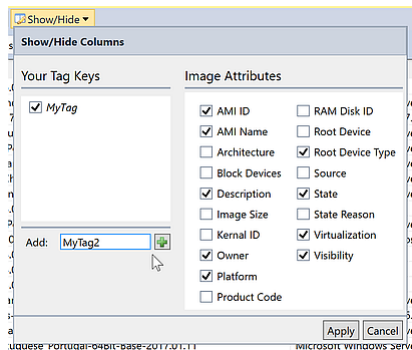 Show/Hide
Show/Hide Columns
Your Tag Keys
MyTag
Add: MyTag2
Image Attributes
AMI ID
AMI Name
Architecture
Block Devices
Description
Image Size
Kernal ID
Owner
Platform
Product Code
RAM Disk ID
Root Device
Root Device Type
Source
State
State Reason
Virtualization
Visibility
Apply Cancel
uguese_Portugal-64Bit-Base-2017.01.11 Microsoft Windows Serve